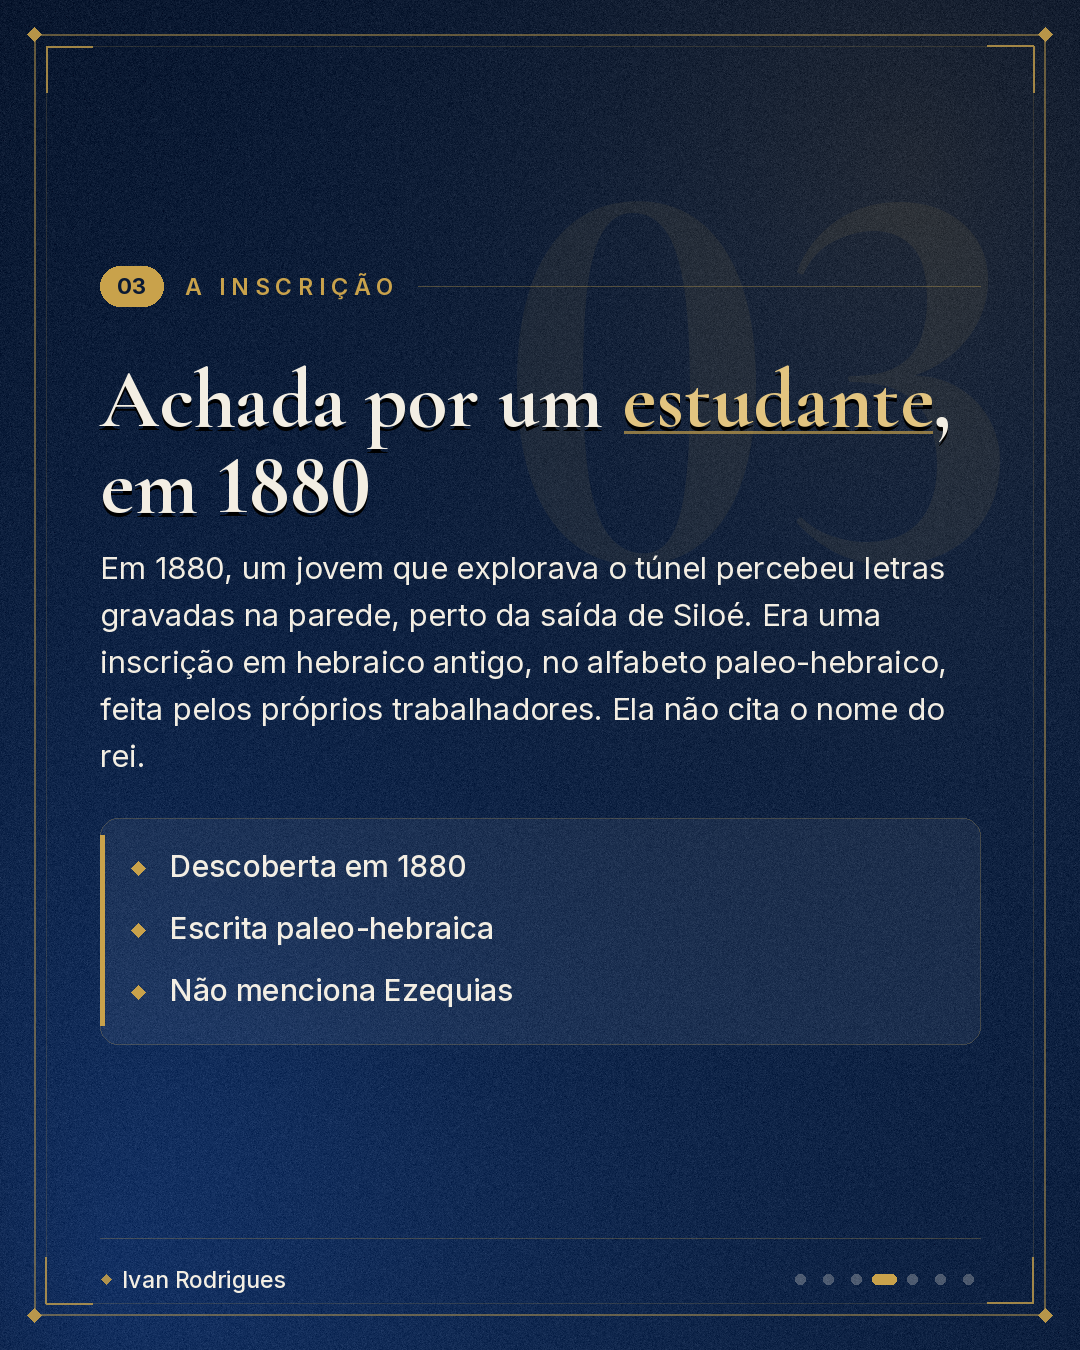 03
03 A INSCRIÇÃO
Achada por um estudante,
em 1880
Em 1880, um jovem que explorava o túnel percebeu letras
gravadas na parede, perto da saída de Siloé. Era uma
inscrição em hebraico antigo, no alfabeto paleo-hebraico,
feita pelos próprios trabalhadores. Ela não cita o nome do
rei.
Descoberta em 1880
Escrita paleo-hebraica
Não menciona Ezequias
Ivan Rodrigues